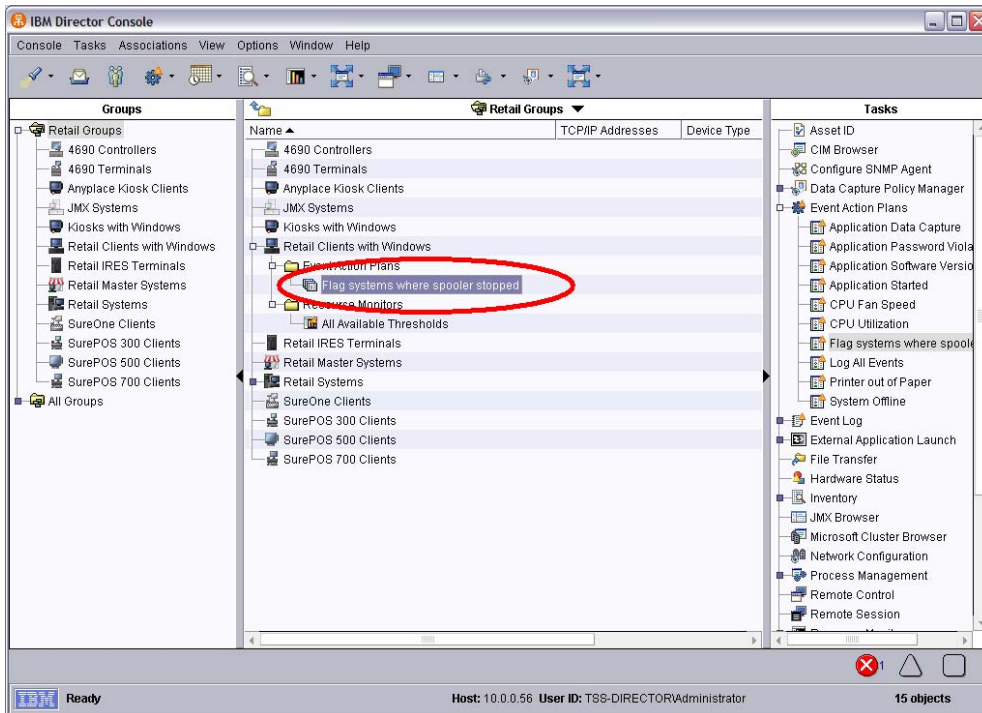 IBM Director Console
Console Tasks Associations View Options Window Help
Groups
Retail Groups
4690 Controllers
4690 Terminals
Anyplace Kiosk Clients
JMX Systems
Kiosks with Windows
Retail Clients with Windows
Retail IRES Terminals
Retail Master Systems
Retail Systems
SureOne Clients
SurePOS 300 Clients
SurePOS 500 Clients
SurePOS 700 Clients
All Groups
Retail Groups
Name TCP/IP Addresses Device Type
4690 Controllers
4690 Terminals
Anyplace Kiosk Clients
JMX Systems
Kiosks with Windows
Retail Clients with Windows
Event Action Plans
Flag systems where spooler stopped
Resource Monitors
All Available Thresholds
Retail IRES Terminals
Retail Master Systems
Retail Systems
SureOne Clients
SurePOS 300 Clients
SurePOS 500 Clients
SurePOS 700 Clients
Tasks
Asset ID
CIM Browser
Configure SNMP Agent
Data Capture Policy Manager
Event Action Plans
Application Data Capture
Application Password Viola
Application Software Versio
Application Started
CPU Fan Speed
CPU Utilization
Flag systems where spoole
Log All Events
Printer out of Paper
System Offline
Event Log
External Application Launch
File Transfer
Hardware Status
Inventory
JMX Browser
Microsoft Cluster Browser
Network Configuration
Process Management
Remote Control
Remote Session
1
IBM Ready Host: 10.0.0.56 User ID: TSS-DIRECTOR\Administrator 15 objects